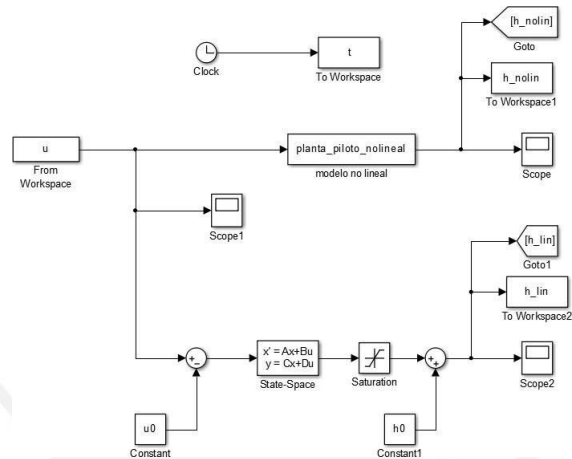 [h_nolin]
Goto
t
Clock
To Workspace
h_nolin
To Workspace1
u
From
Workspace
planta_piloto_nolineal
modelo no lineal
Scope
Scope1
[h_lin]
Goto1
h_lin
To Workspace2
+
−
x' = Ax+Bu
y = Cx+Du
State-Space
Saturation
+
+
Scope2
u0
Constant
h0
Constant1